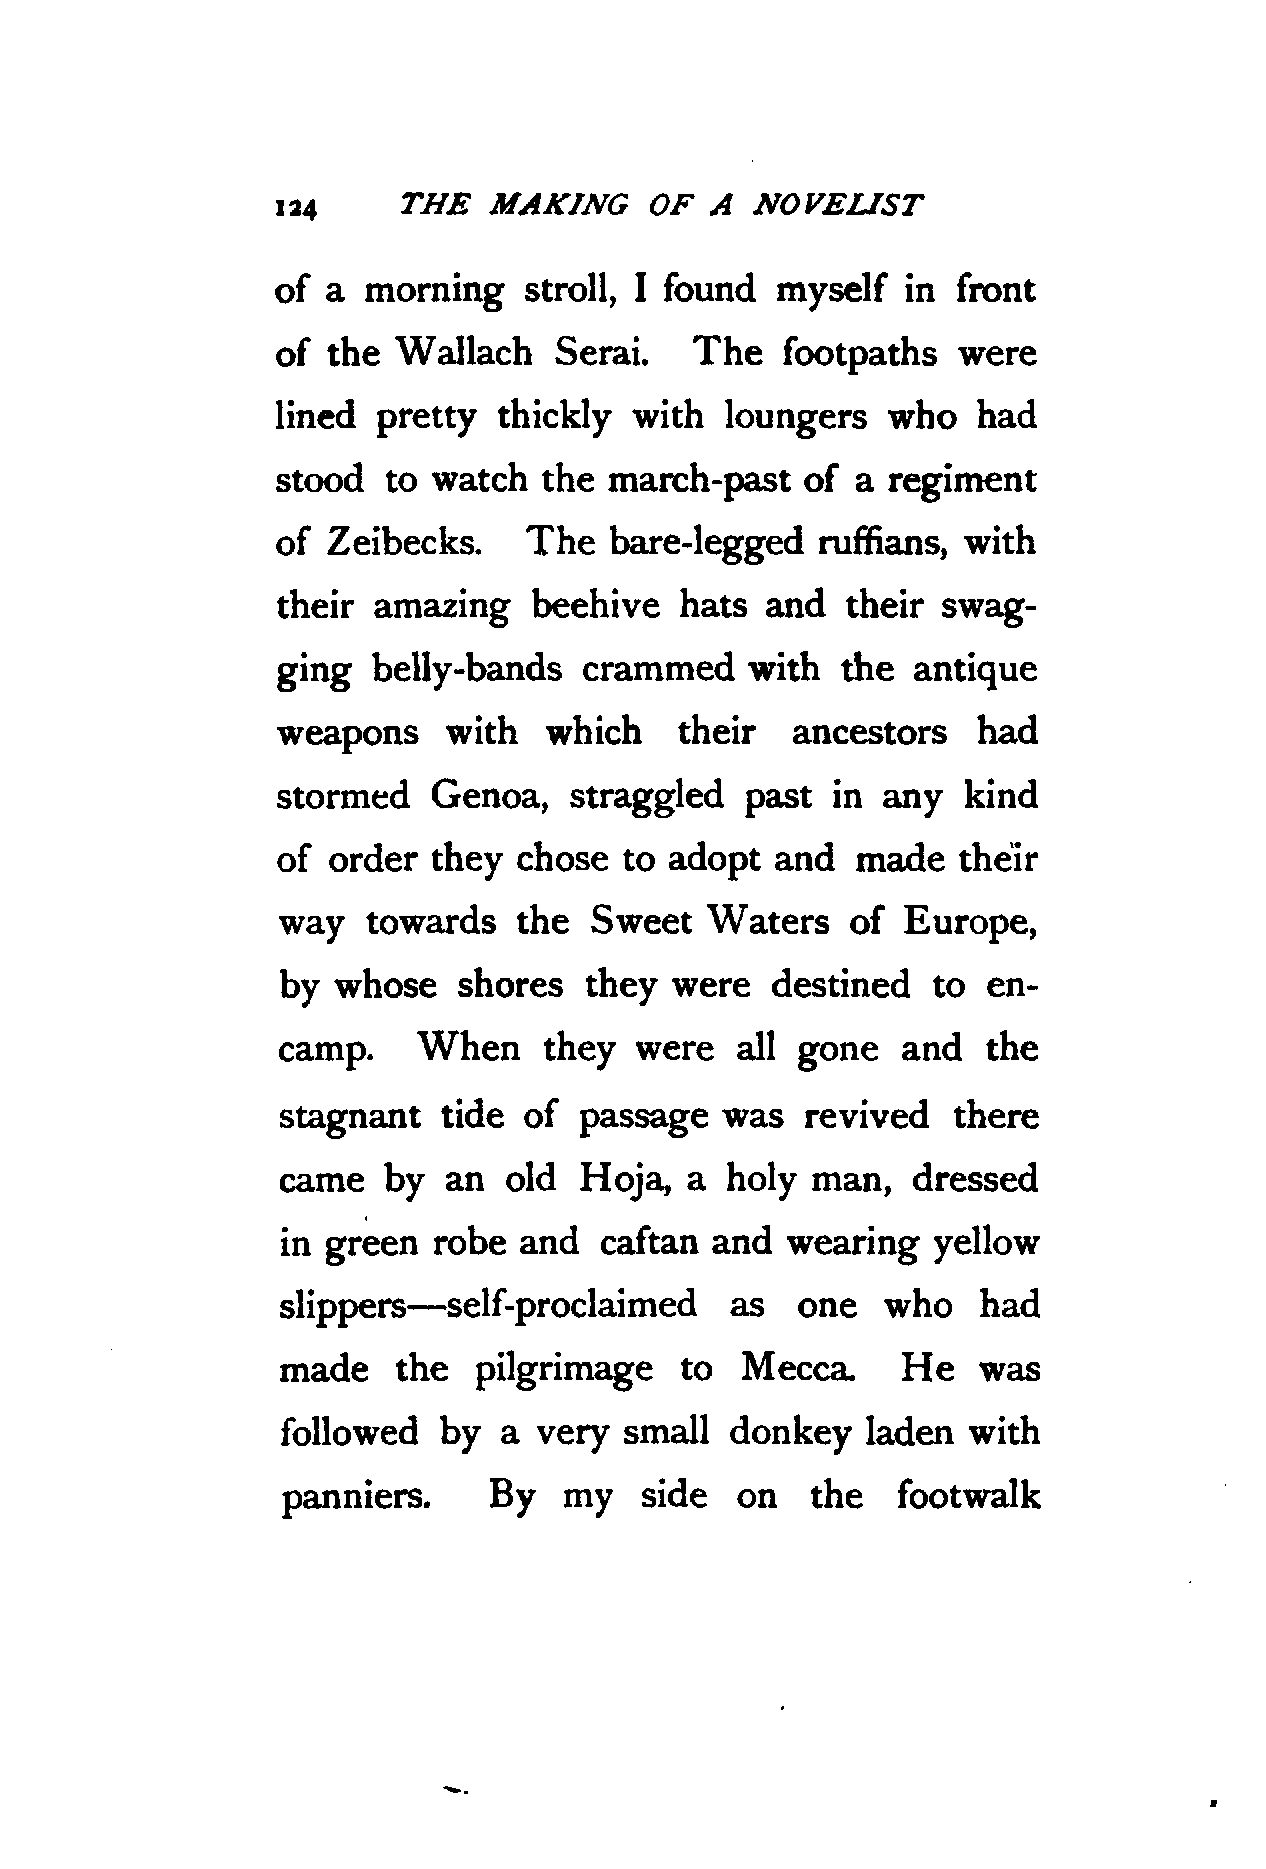 124 THE MAKING OF A NOVELIST
of a morning stroll, I found myself in front
of the Wallach Serai. The footpaths were
lined pretty thickly with loungers who had
stood to watch the march-past of a regiment
of Zeibecks. The bare-legged ruffians, with
their amazing beehive hats and their swag-
ging belly-bands crammed with the antique
weapons with which their ancestors had
stormed Genoa, straggled past in any kind
of order they chose to adopt and made their
way towards the Sweet Waters of Europe,
by whose shores they were destined to en-
camp. When they were all gone and the
stagnant tide of passage was revived there
came by an old Hoja, a holy man, dressed
in green robe and caftan and wearing yellow
slippers—self-proclaimed as one who had
made the pilgrimage to Mecca. He was
followed by a very small donkey laden with
panniers. By my side on the footwalk